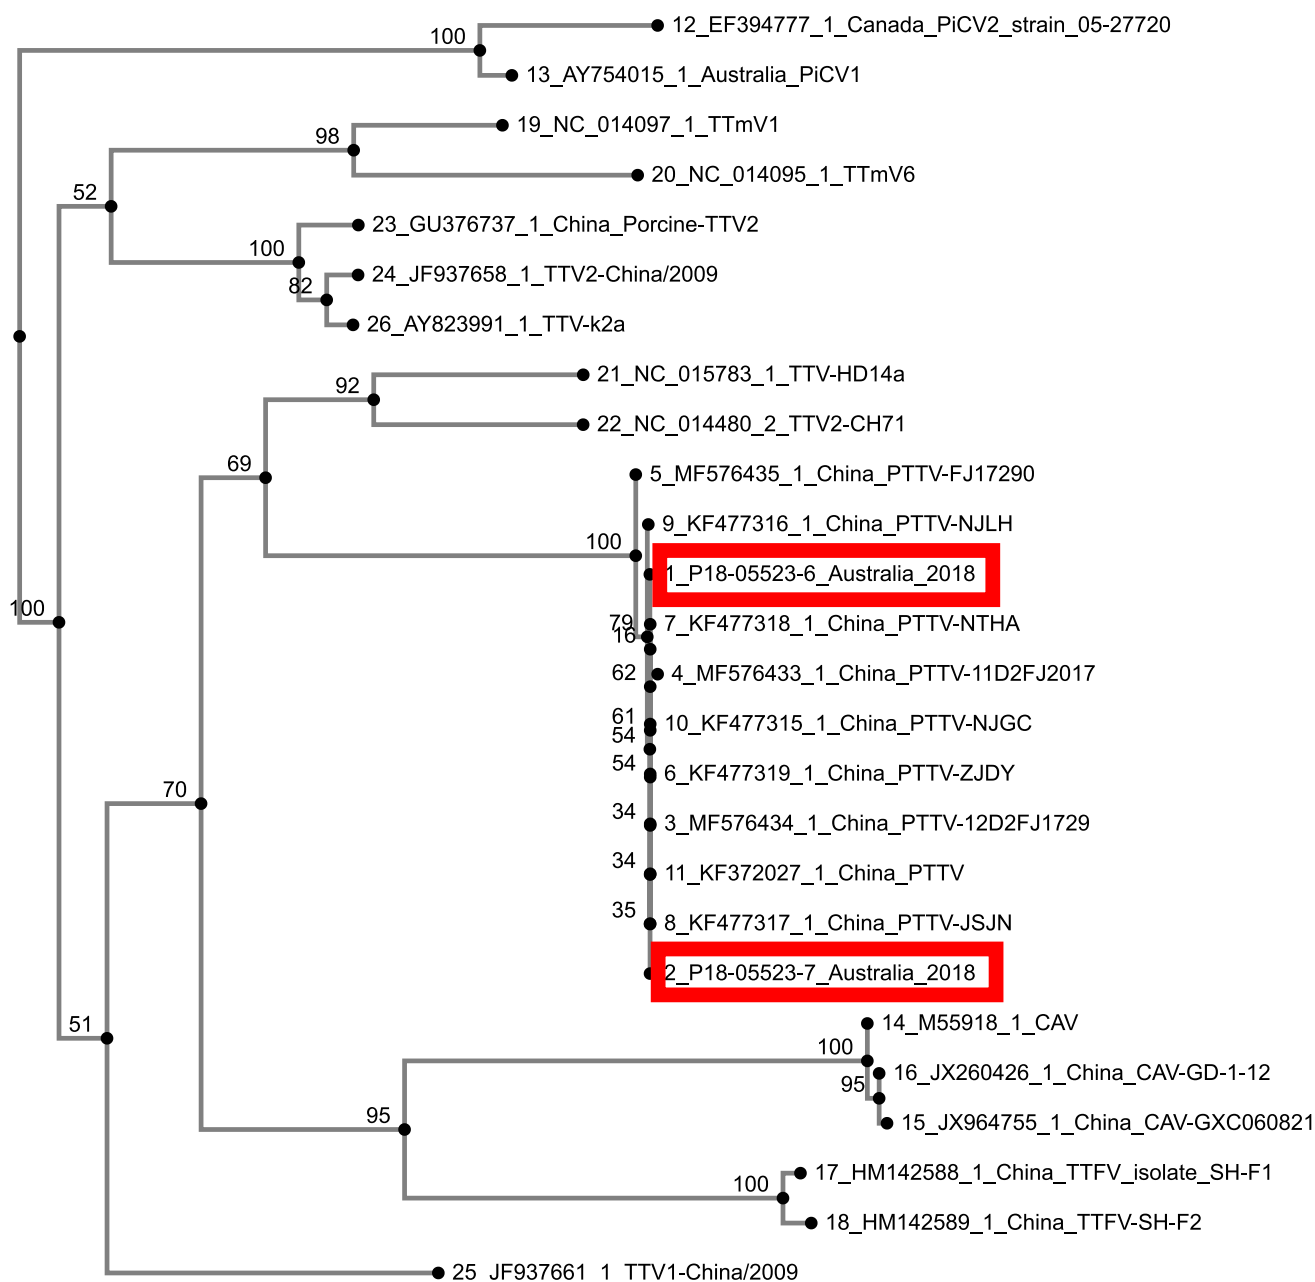 12_EF394777_1_Canada_PiCV2_strain_05-27720
100
13_AY754015_1_Australia_PiCV1
19_NC_014097_1_TTmV1
98
20_NC_014095_1_TTmV6
52
23_GU376737_1_China_Porcine-TTV2
100
24_JF937658_1_TTV2-China/2009
82
26_AY823991_1_TTV-k2a
21_NC_015783_1_TTV-HD14a
92
22_NC_014480_2_TTV2-CH71
69
5_MF576435_1_China_PTTV-FJ17290
9_KF477316_1_China_PTTV-NJLH
100
1_P18-05523-6_Australia_2018
100
79
7_KF477318_1_China_PTTV-NTHA
16
62
4_MF576433_1_China_PTTV-11D2FJ2017
61
10_KF477315_1_China_PTTV-NJGC
54
54
6_KF477319_1_China_PTTV-ZJDY
70
34
3_MF576434_1_China_PTTV-12D2FJ1729
34
11_KF372027_1_China_PTTV
35
8_KF477317_1_China_PTTV-JSJN
2_P18-05523-7_Australia_2018
51
14_M55918_1_CAV
100
16_JX260426_1_China_CAV-GD-1-12
95
95
15_JX964755_1_China_CAV-GXC060821
17_HM142588_1_China_TTFV_isolate_SH-F1
100
18_HM142589_1_China_TTFV-SH-F2
25_JF937661_1_TTV1-China/2009